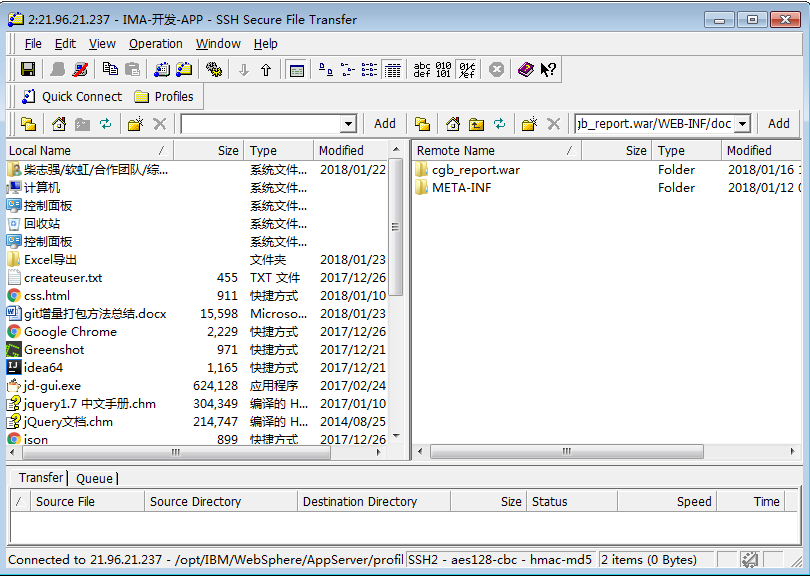 2:21.96.21.237 - IMA-开发-APP - SSH Secure File Transfer
File Edit View Operation Window Help
abc def 010 101
Quick Connect Profiles
Add jb_report.war/WEB-INF/doc Add
Local Name / Size Type Modified
柴志强/软虹/合作团队/综... 系统文件... 2018/01/22
计算机 系统文件...
控制面板 系统文件...
回收站 系统文件...
控制面板 系统文件...
Excel导出 文件夹 2018/01/23
createuser.txt 455 TXT 文件 2017/12/26
css.html 911 快捷方式 2018/01/10
git增量打包方法总结.docx 15,598 Microso... 2018/01/23
Google Chrome 2,229 快捷方式 2017/12/26
Greenshot 971 快捷方式 2017/12/21
idea64 1,165 快捷方式 2017/12/21
jd-gui.exe 624,128 应用程序 2017/02/24
jquery1.7 中文手册.chm 304,349 编译的 H... 2017/01/10
jQuery文档.chm 214,747 编译的 H... 2014/08/25
json 899 快捷方式 2017/12/26
Remote Name / Size Type Modified
cgb_report.war Folder 2018/01/16 1
META-INF Folder 2018/01/12 0
Transfer Queue
/ Source File Source Directory Destination Directory Size Status Speed Time
Connected to 21.96.21.237 - /opt/IBM/WebSphere/AppServer/profil SSH2 - aes128-cbc - hmac-md5 2 items (0 Bytes)